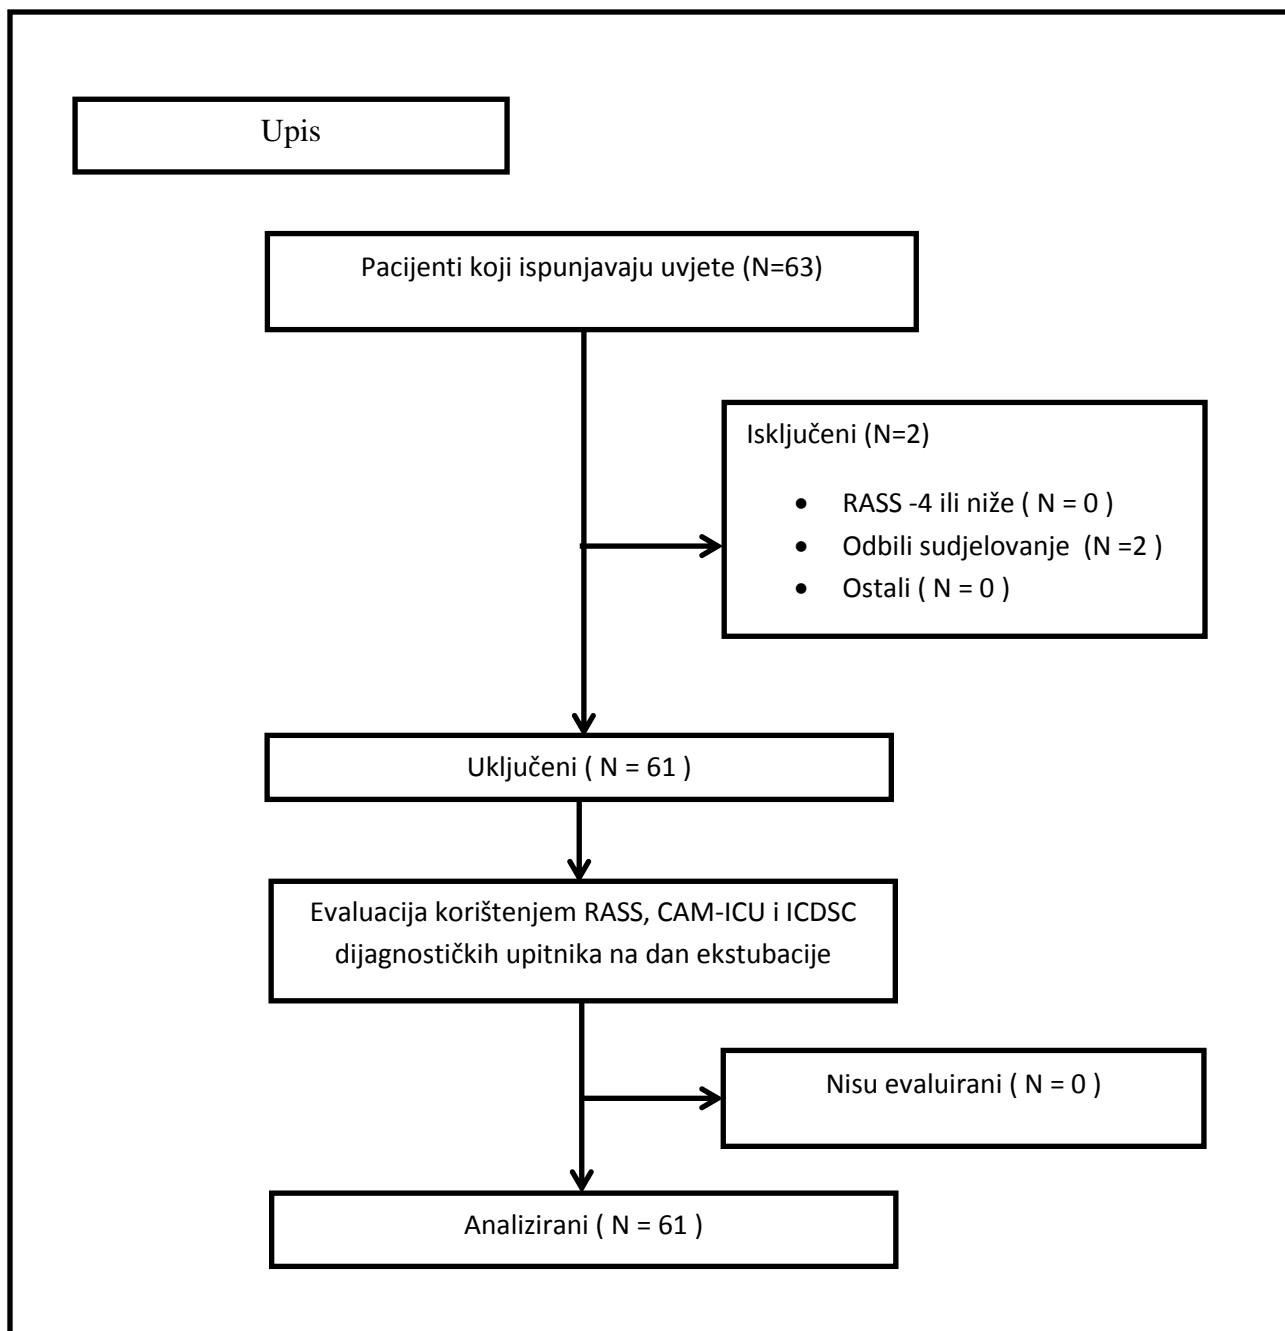 Upis
Pacijenti koji ispunjavaju uvjete (N=63)
Isključeni (N=2)
• RASS -4 ili niže ( N = 0 )
• Odbili sudjelovanje (N =2 )
• Ostali ( N = 0 )
Uključeni ( N = 61 )
Evaluacija korištenjem RASS, CAM-ICU i ICDSC
dijagnostičkih upitnika na dan ekstubacije
Nisu evaluirani ( N = 0 )
Analizirani ( N = 61 )